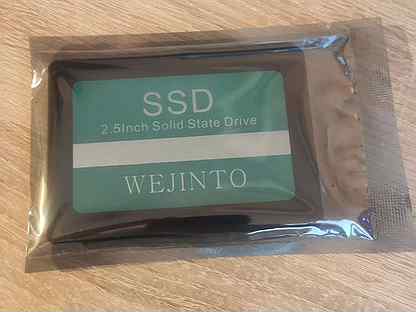 SSD
2.5Inch Solid State Drive
WEJINTO